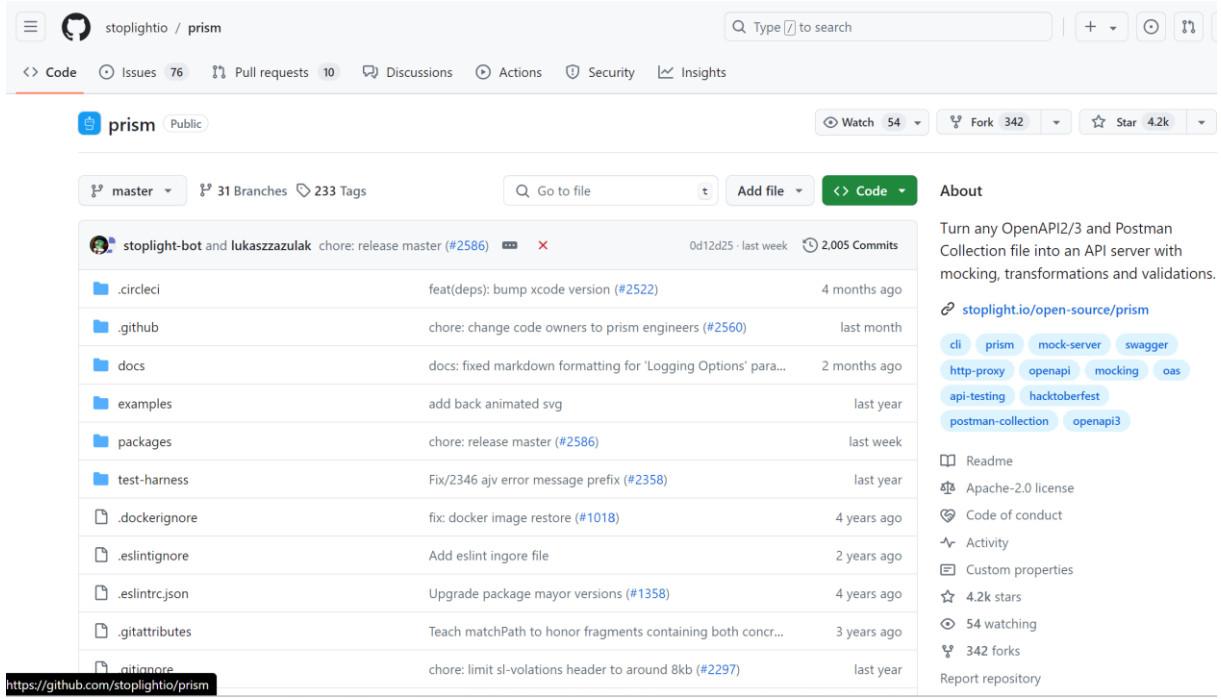 stoplightio / prism
Type / to search
Code
Issues 76
Pull requests 10
Discussions
Actions
Security
Insights
prism Public
Watch 54
Fork 342
Star 4.2k
master
31 Branches
233 Tags
Go to file t
Add file
Code
stoplight-bot and lukaszzazulak chore: release master (#2586)
0d12d25 · last week
2,005 Commits
.circleci feat(deps): bump xcode version (#2522) 4 months ago
.github chore: change code owners to prism engineers (#2560) last month
docs docs: fixed markdown formatting for 'Logging Options' para... 2 months ago
examples add back animated svg last year
packages chore: release master (#2586) last week
test-harness Fix/2346 ajv error message prefix (#2358) last year
.dockerignore fix: docker image restore (#1018) 4 years ago
.eslintignore Add eslint ingore file 2 years ago
.eslintrc.json Upgrade package mayor versions (#1358) 4 years ago
.gitattributes Teach matchPath to honor fragments containing both concr... 3 years ago
.gitignore chore: limit sl-volations header to around 8kb (#2297) last year
https://github.com/stoplightio/prism
About
Turn any OpenAPI2/3 and Postman
Collection file into an API server with
mocking, transformations and validations.
stoplight.io/open-source/prism
cli prism mock-server swagger
http-proxy openapi mocking oas
api-testing hacktoberfest
postman-collection openapi3
Readme
Apache-2.0 license
Code of conduct
Activity
Custom properties
4.2k stars
54 watching
342 forks
Report repository